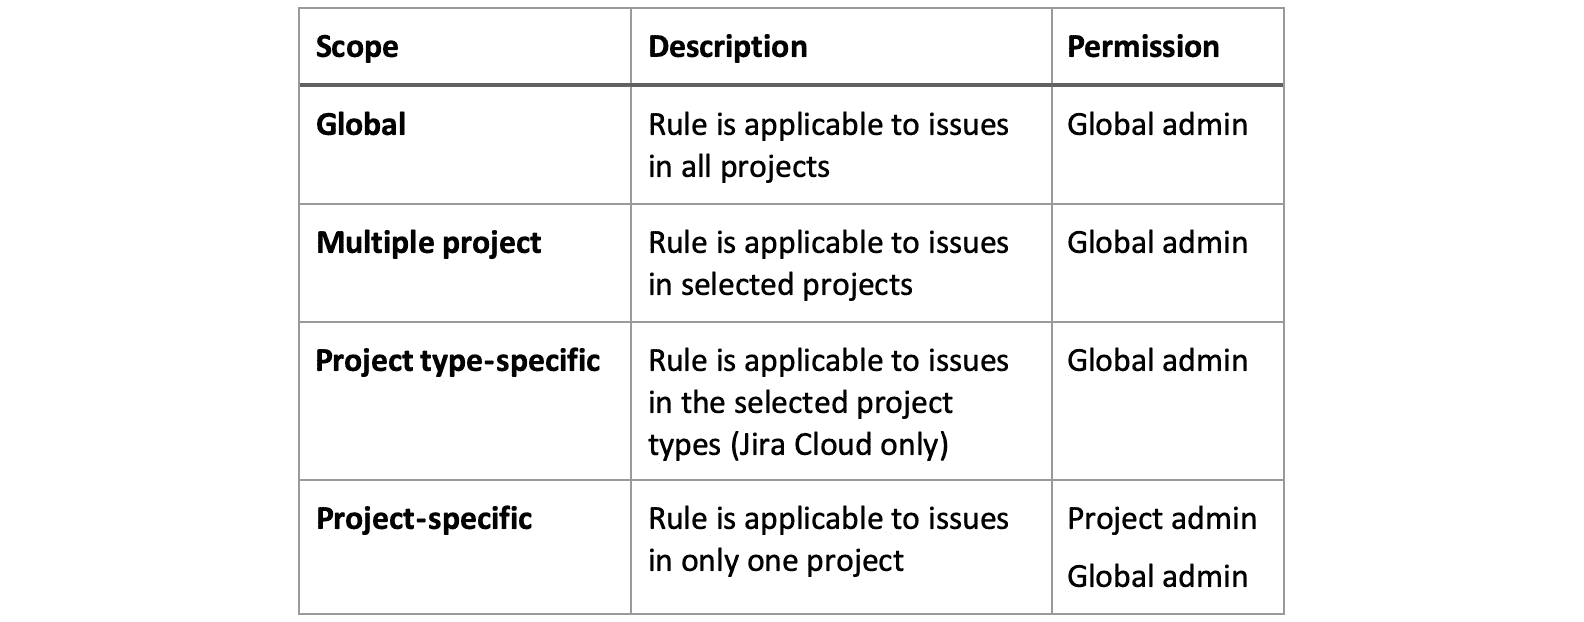 Scope Description Permission
Global Rule is applicable to issues Global admin
in all projects
Multiple project Rule is applicable to issues Global admin
in selected projects
Project type-specific Rule is applicable to issues Global admin
in the selected project
types (Jira Cloud only)
Project-specific Rule is applicable to issues Project admin
in only one project
Global admin